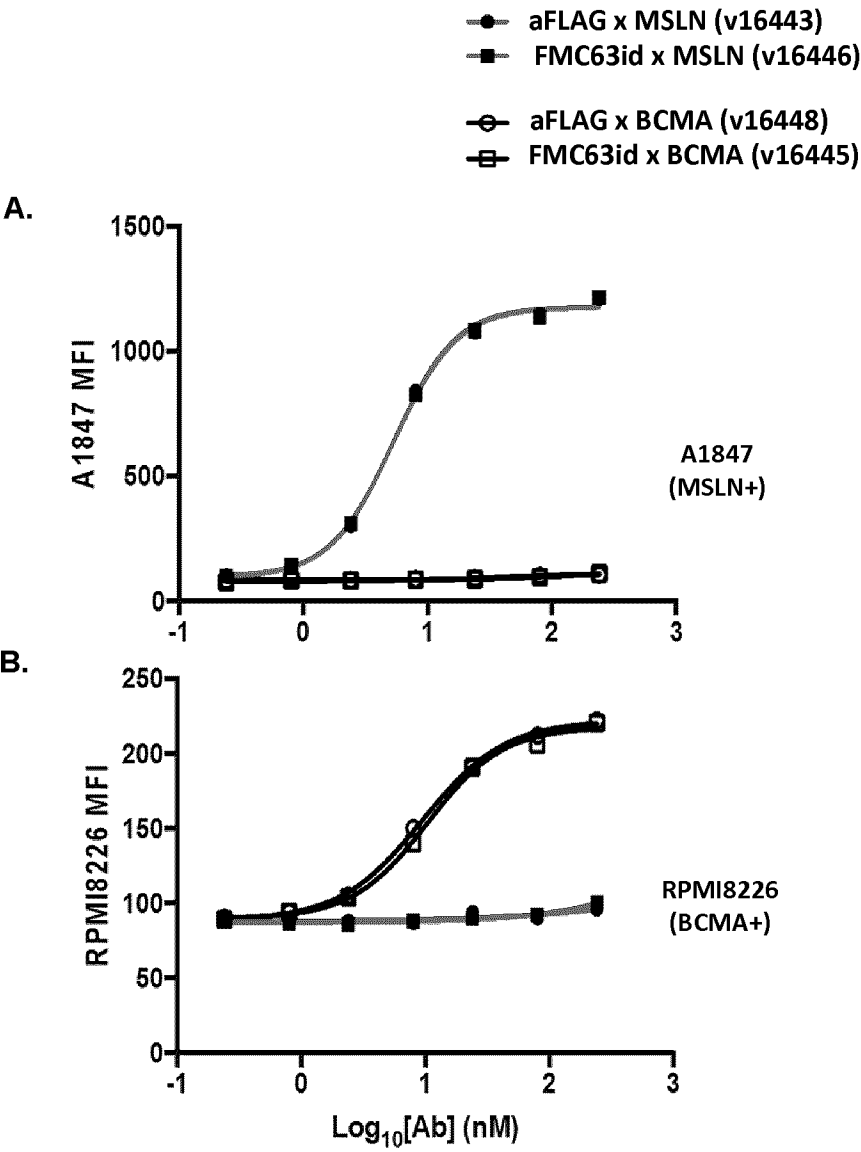 aFLAG x MSLN (v16443)
FMC63id x MSLN (v16446)
aFLAG x BCMA (v16448)
FMC63id x BCMA (v16445)
A.
1500
1000
500
0
-1 0 1 2 3
A1847 MFI
A1847
(MSLN+)
B.
250
200
150
100
50
0
-1 0 1 2 3
RPMI8226 MFI
RPMI8226
(BCMA+)
Log10[Ab] (nM)